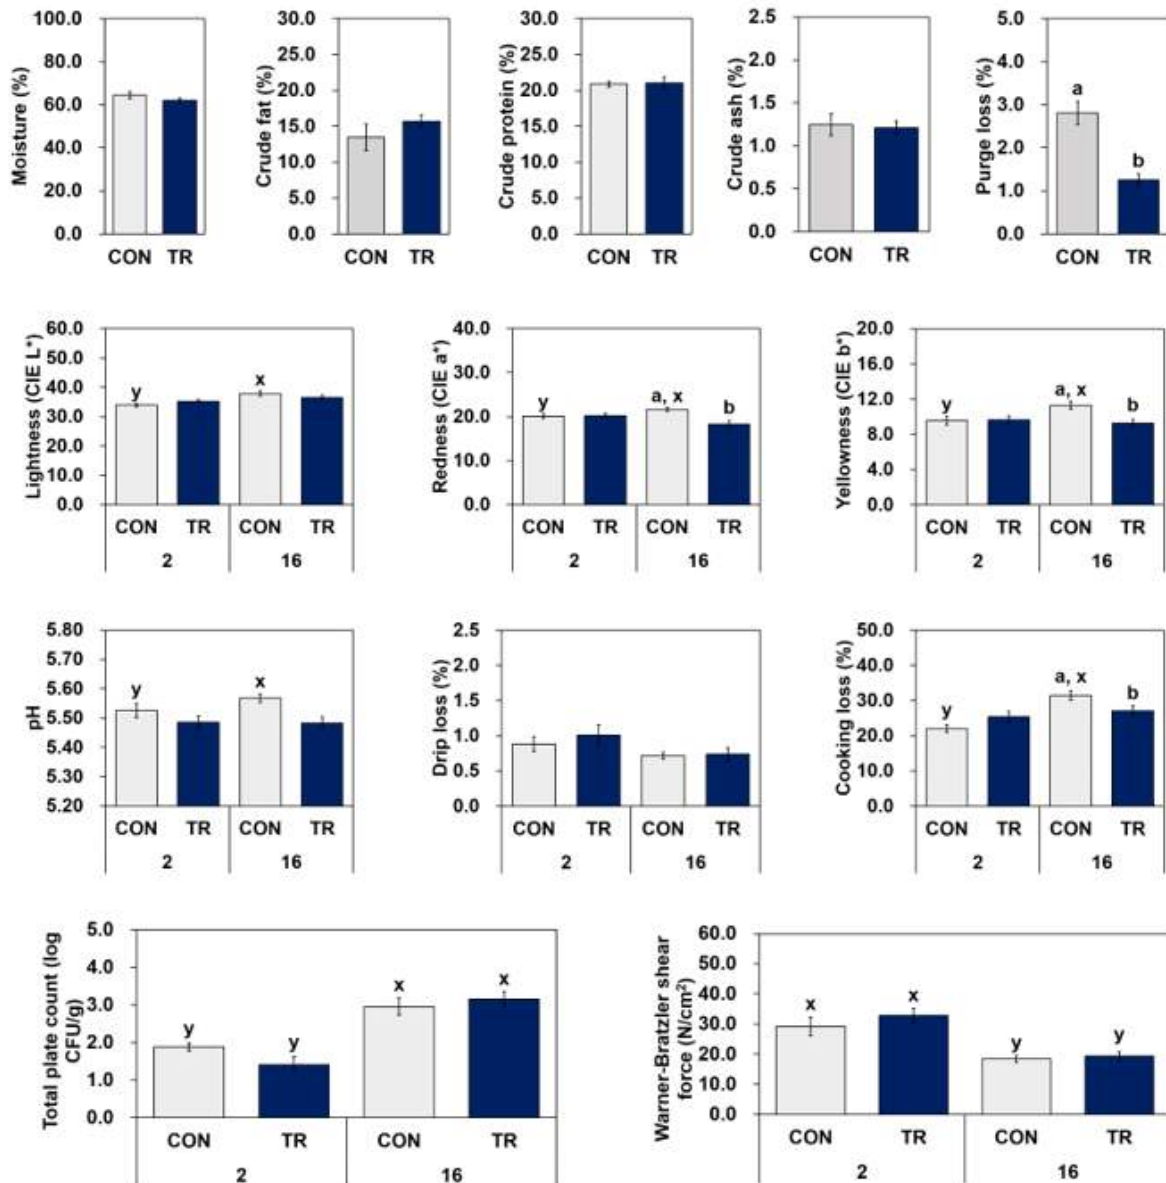 Moisture (%)
100.0
80.0
60.0
40.0
20.0
0.0
CON TR
Crude fat (%)
30.0
25.0
20.0
15.0
10.0
5.0
0.0
CON TR
Crude protein (%)
30.0
25.0
20.0
15.0
10.0
5.0
0.0
CON TR
Crude ash (%)
2.5
2.0
1.5
1.0
0.5
0.0
CON TR
Purge loss (%)
5.0
4.0
3.0
2.0
1.0
0.0
a
b
CON TR
Lightness (CIE L*)
60.0
50.0
40.0
30.0
20.0
10.0
0.0
y
x
CON TR CON TR
2 16
Redness (CIE a*)
40.0
30.0
20.0
10.0
0.0
y
a, x
b
CON TR CON TR
2 16
Yellowness (CIE b*)
20.0
16.0
12.0
8.0
4.0
0.0
y
a, x
b
CON TR CON TR
2 16
pH
5.80
5.70
5.60
5.50
5.40
5.30
5.20
y
x
CON TR CON TR
2 16
Drip loss (%)
2.5
2.0
1.5
1.0
0.5
0.0
CON TR CON TR
2 16
Cooking loss (%)
50.0
40.0
30.0
20.0
10.0
0.0
y
a, x
b
CON TR CON TR
2 16
Total plate count (log
CFU/g)
5.0
4.0
3.0
2.0
1.0
0.0
y
y
x
x
CON TR CON TR
2 16
Warner-Bratzler shear
force (N/cm²)
60.0
50.0
40.0
30.0
20.0
10.0
0.0
x
x
y
y
CON TR CON TR
2 16